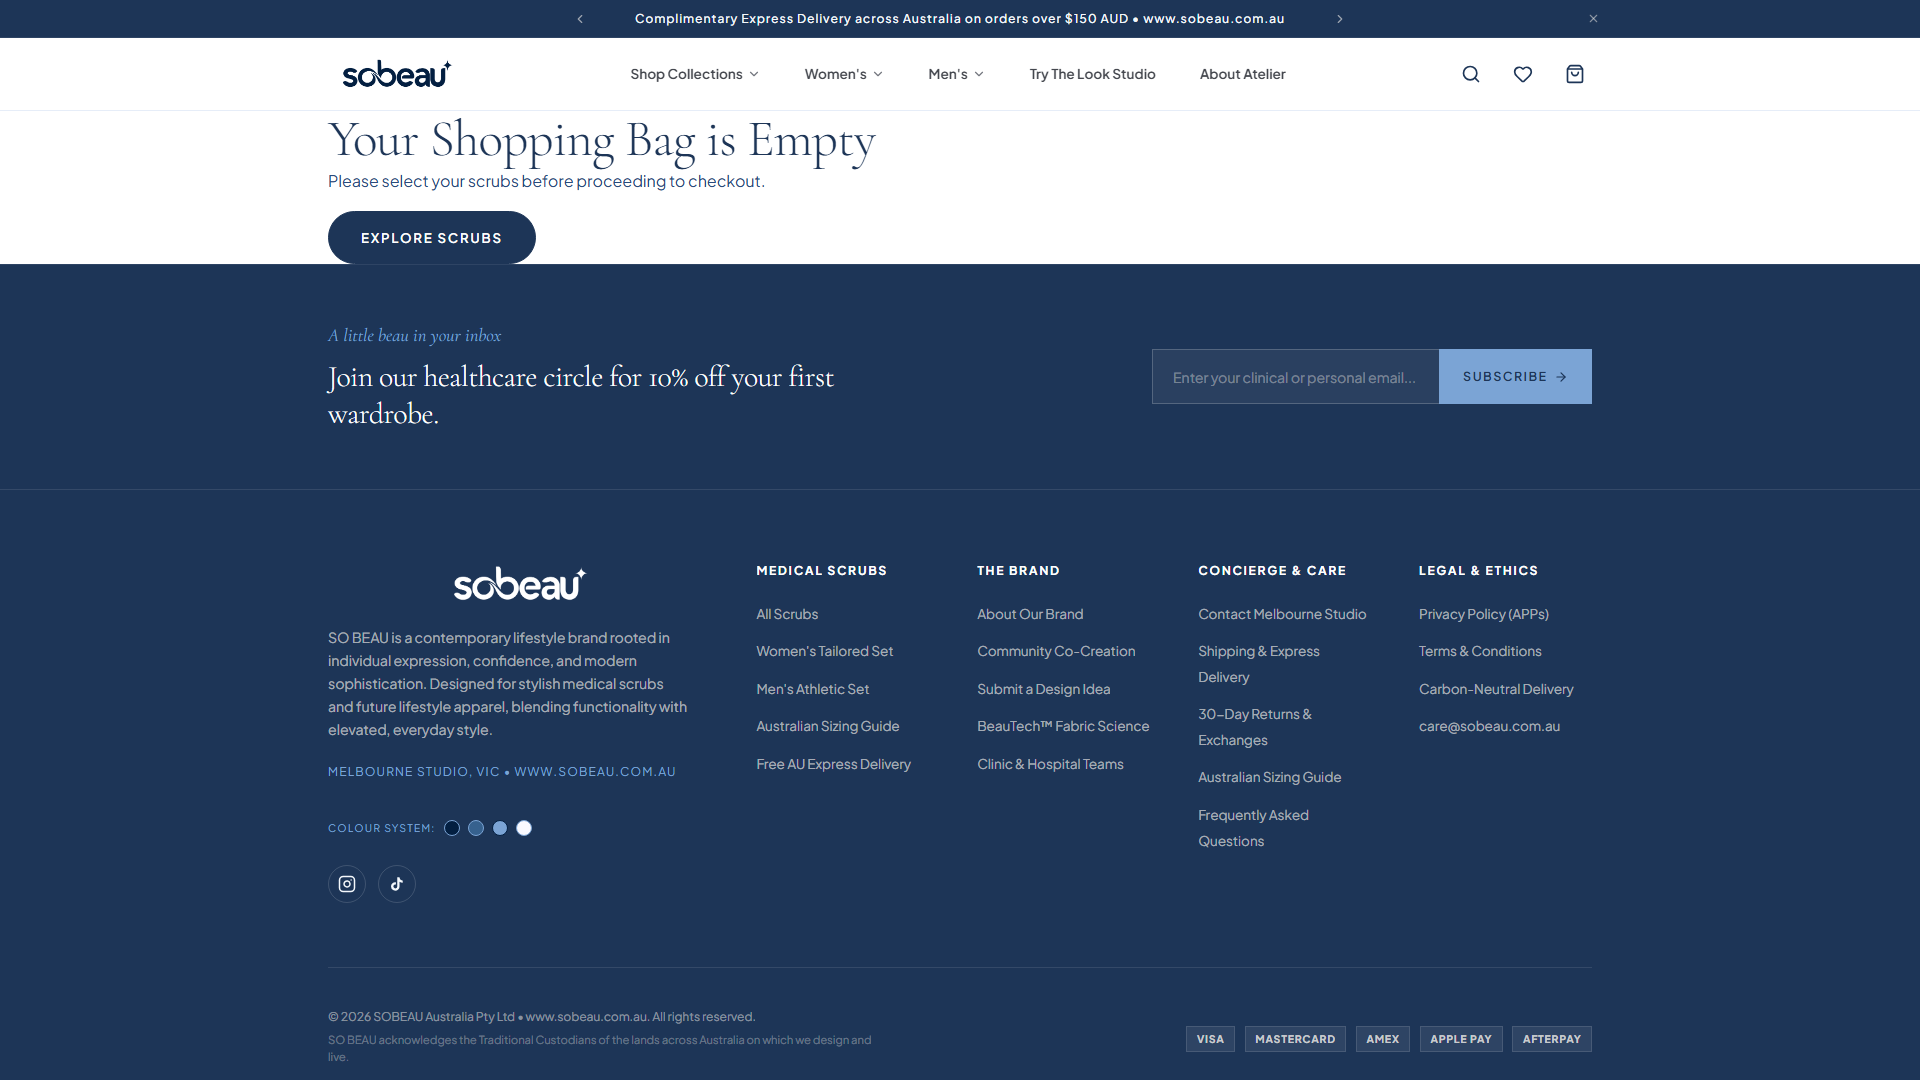 Complimentary Express Delivery across Australia on orders over $150 AUD • www.sobeau.com.au
sobeau
Shop Collections
Women's
Men's
Try The Look Studio
About Atelier
Your Shopping Bag is Empty
Please select your scrubs before proceeding to checkout.
EXPLORE SCRUBS
A little beau in your inbox
Join our healthcare circle for 10% off your first
wardrobe.
Enter your clinical or personal email...
SUBSCRIBE →
sobeau
SO BEAU is a contemporary lifestyle brand rooted in
individual expression, confidence, and modern
sophistication. Designed for stylish medical scrubs
and future lifestyle apparel, blending functionality with
elevated, everyday style.
MELBOURNE STUDIO, VIC • WWW.SOBEAU.COM.AU
COLOUR SYSTEM:
MEDICAL SCRUBS
All Scrubs
Women's Tailored Set
Men's Athletic Set
Australian Sizing Guide
Free AU Express Delivery
THE BRAND
About Our Brand
Community Co-Creation
Submit a Design Idea
BeauTech™ Fabric Science
Clinic & Hospital Teams
CONCIERGE & CARE
Contact Melbourne Studio
Shipping & Express
Delivery
30-Day Returns &
Exchanges
Australian Sizing Guide
Frequently Asked
Questions
LEGAL & ETHICS
Privacy Policy (APPs)
Terms & Conditions
Carbon-Neutral Delivery
care@sobeau.com.au
© 2026 SOBEAU Australia Pty Ltd • www.sobeau.com.au. All rights reserved.
SO BEAU acknowledges the Traditional Custodians of the lands across Australia on which we design and
live.
VISA
MASTERCARD
AMEX
APPLE PAY
AFTERPAY